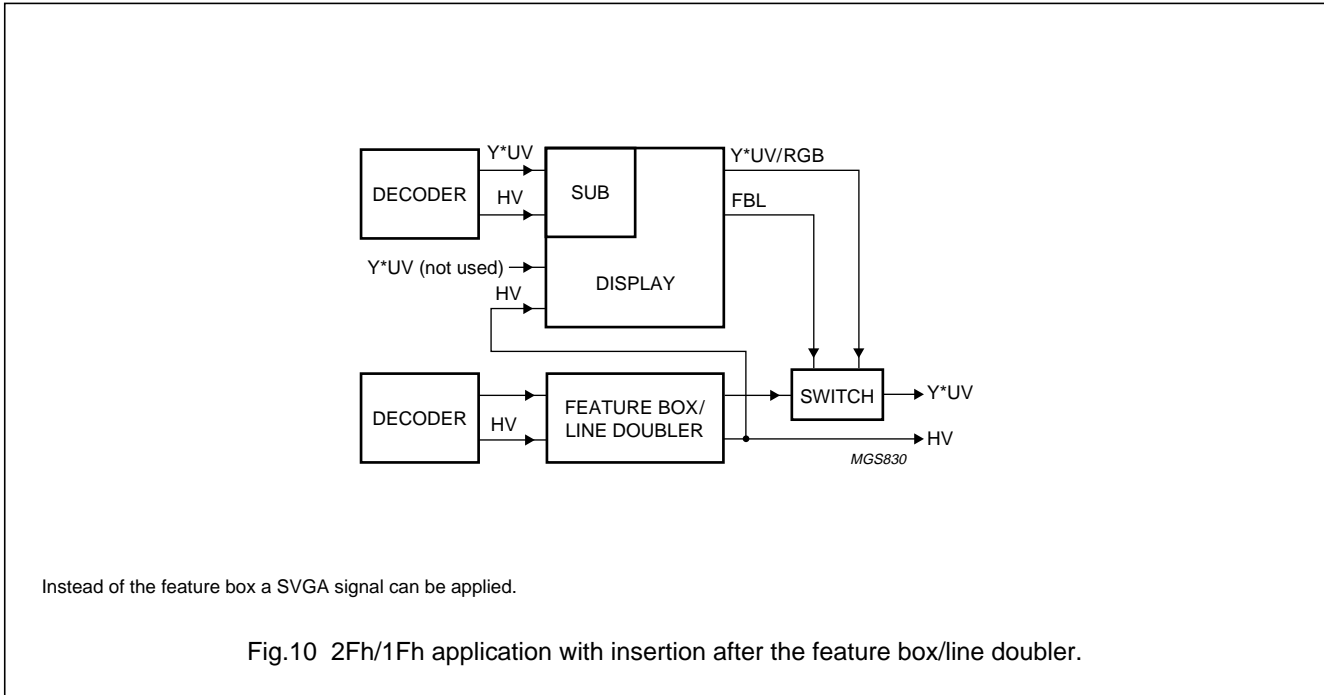 Y*UV
Y*UV/RGB
DECODER
SUB
HV
FBL
Y*UV (not used)
DISPLAY
HV
DECODER
HV
FEATURE BOX/
LINE DOUBLER
SWITCH
Y*UV
HV
MGS830
Instead of the feature box a SVGA signal can be applied.
Fig.10 2Fh/1Fh application with insertion after the feature box/line doubler.